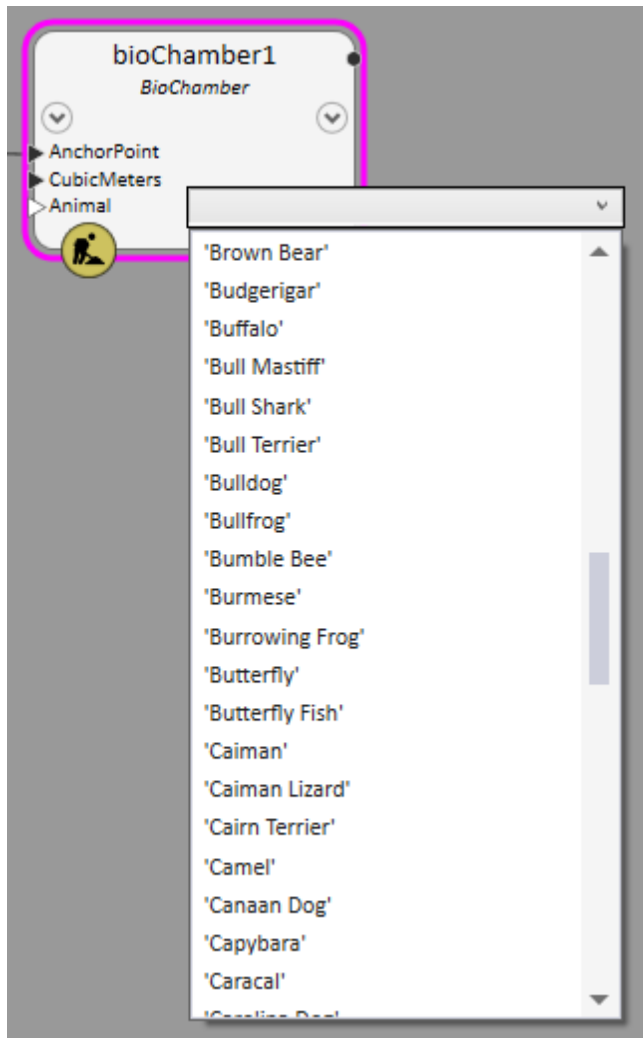 bioChamber1
BioChamber
AnchorPoint
CubicMeters
Animal
'Brown Bear'
'Budgerigar'
'Buffalo'
'Bull Mastiff'
'Bull Shark'
'Bull Terrier'
'Bulldog'
'Bullfrog'
'Bumble Bee'
'Burmese'
'Burrowing Frog'
'Butterfly'
'Butterfly Fish'
'Caiman'
'Caiman Lizard'
'Cairn Terrier'
'Camel'
'Canaan Dog'
'Capybara'
'Caracal'